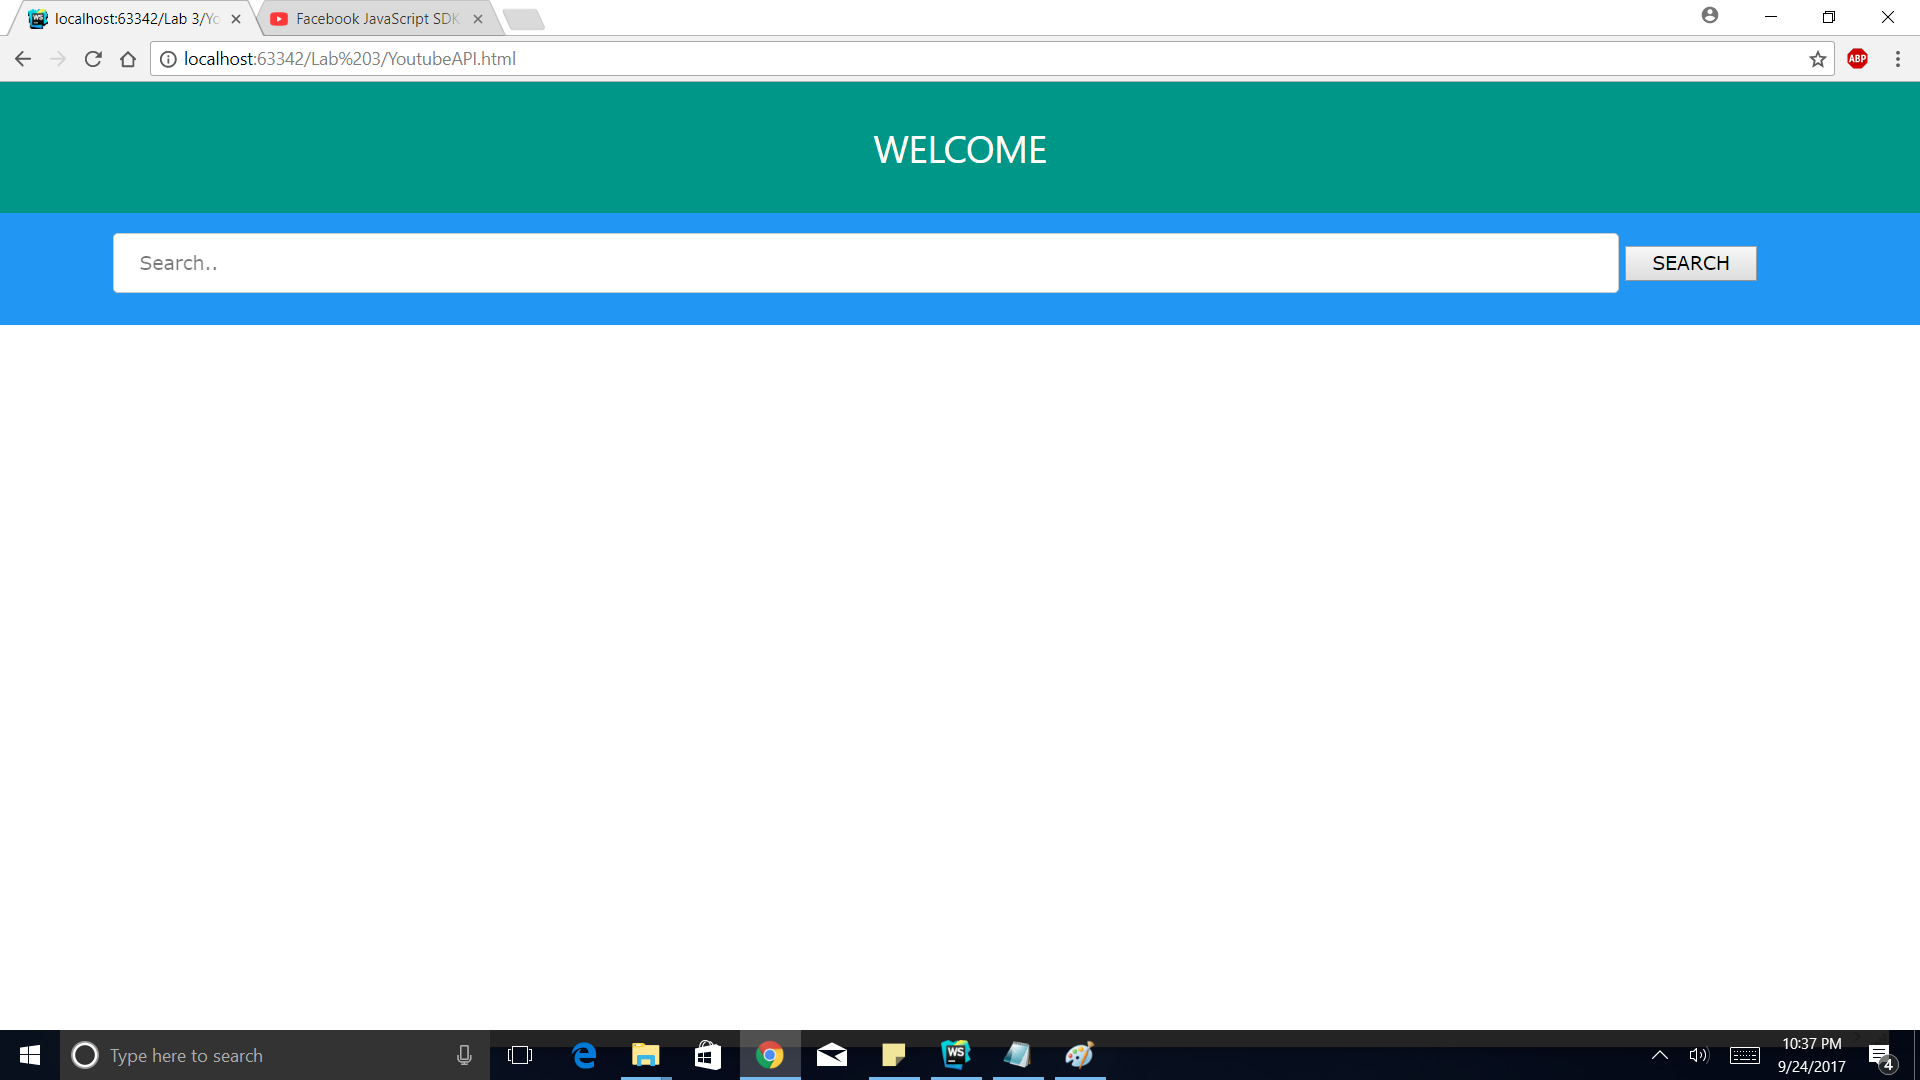 localhost:63342/Lab 3/Yo
Facebook JavaScript SDK
localhost:63342/Lab%203/YoutubeAPI.html
ABP
WELCOME
Search..
SEARCH
Type here to search
WS
10:37 PM
9/24/2017
4